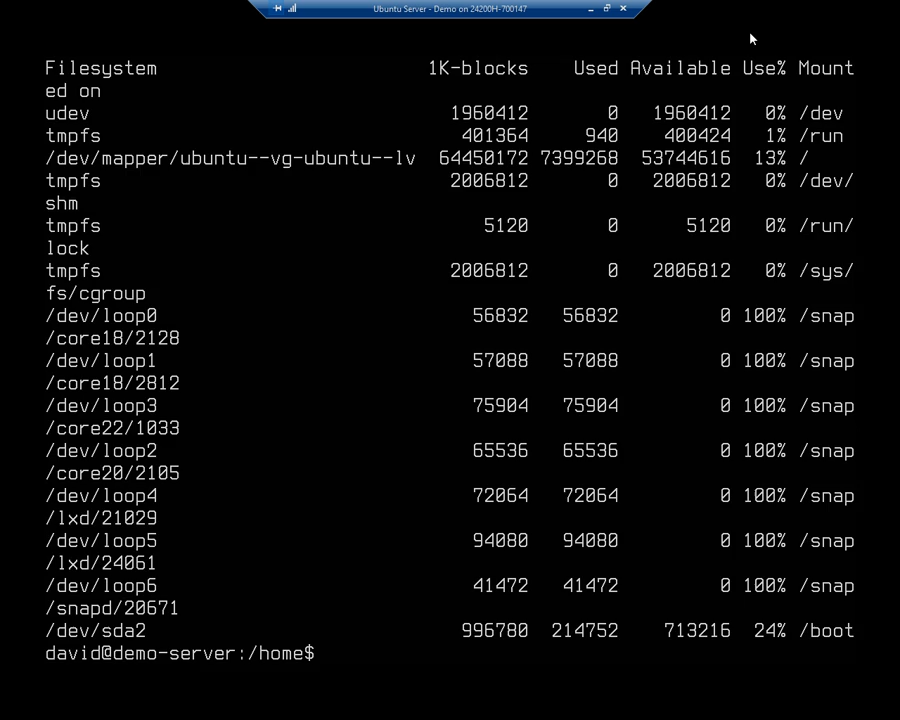 Ubuntu Server - Demo on 24200H-700147
Filesystem 1K-blocks Used Available Use% Mount
ed on
udev 1960412 0 1960412 0% /dev
tmpfs 401364 940 400424 1% /run
/dev/mapper/ubuntu--vg-ubuntu--lv 64450172 7399268 53744616 13% /
tmpfs 2006812 0 2006812 0% /dev/
shm
tmpfs 5120 0 5120 0% /run/
lock
tmpfs 2006812 0 2006812 0% /sys/
fs/cgroup
/dev/loop0 56832 56832 0 100% /snap
/core18/2128
/dev/loop1 57088 57088 0 100% /snap
/core18/2812
/dev/loop3 75904 75904 0 100% /snap
/core22/1033
/dev/loop2 65536 65536 0 100% /snap
/core20/2105
/dev/loop4 72064 72064 0 100% /snap
/lxd/21029
/dev/loop5 94080 94080 0 100% /snap
/lxd/24061
/dev/loop6 41472 41472 0 100% /snap
/snapd/20671
/dev/sda2 996780 214752 713216 24% /boot
david@demo-server:/home$